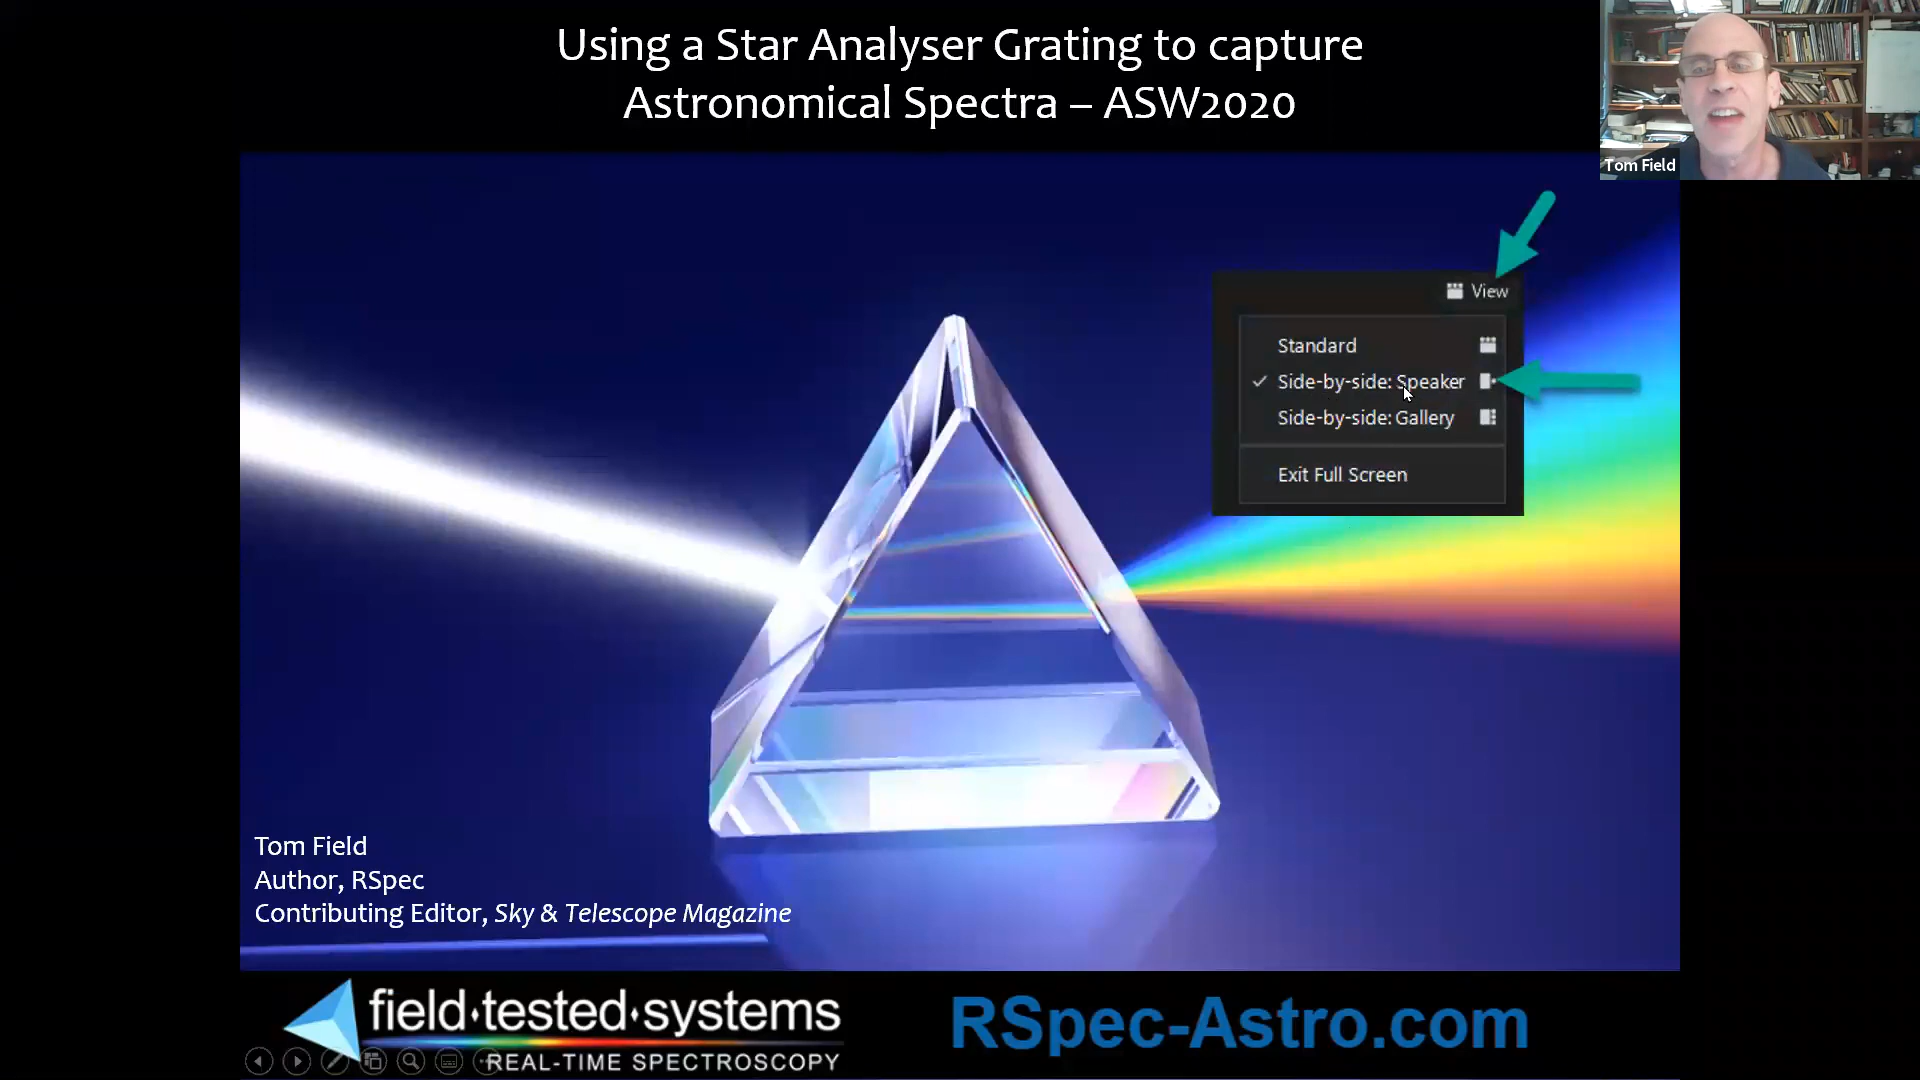 Using a Star Analyser Grating to capture
Astronomical Spectra – ASW2020
Tom Field
View
Standard
Side-by-side: Speaker
Side-by-side: Gallery
Exit Full Screen
Tom Field
Author, RSpec
Contributing Editor, Sky & Telescope Magazine
field·tested·systems
REAL-TIME SPECTROSCOPY
RSpec-Astro.com